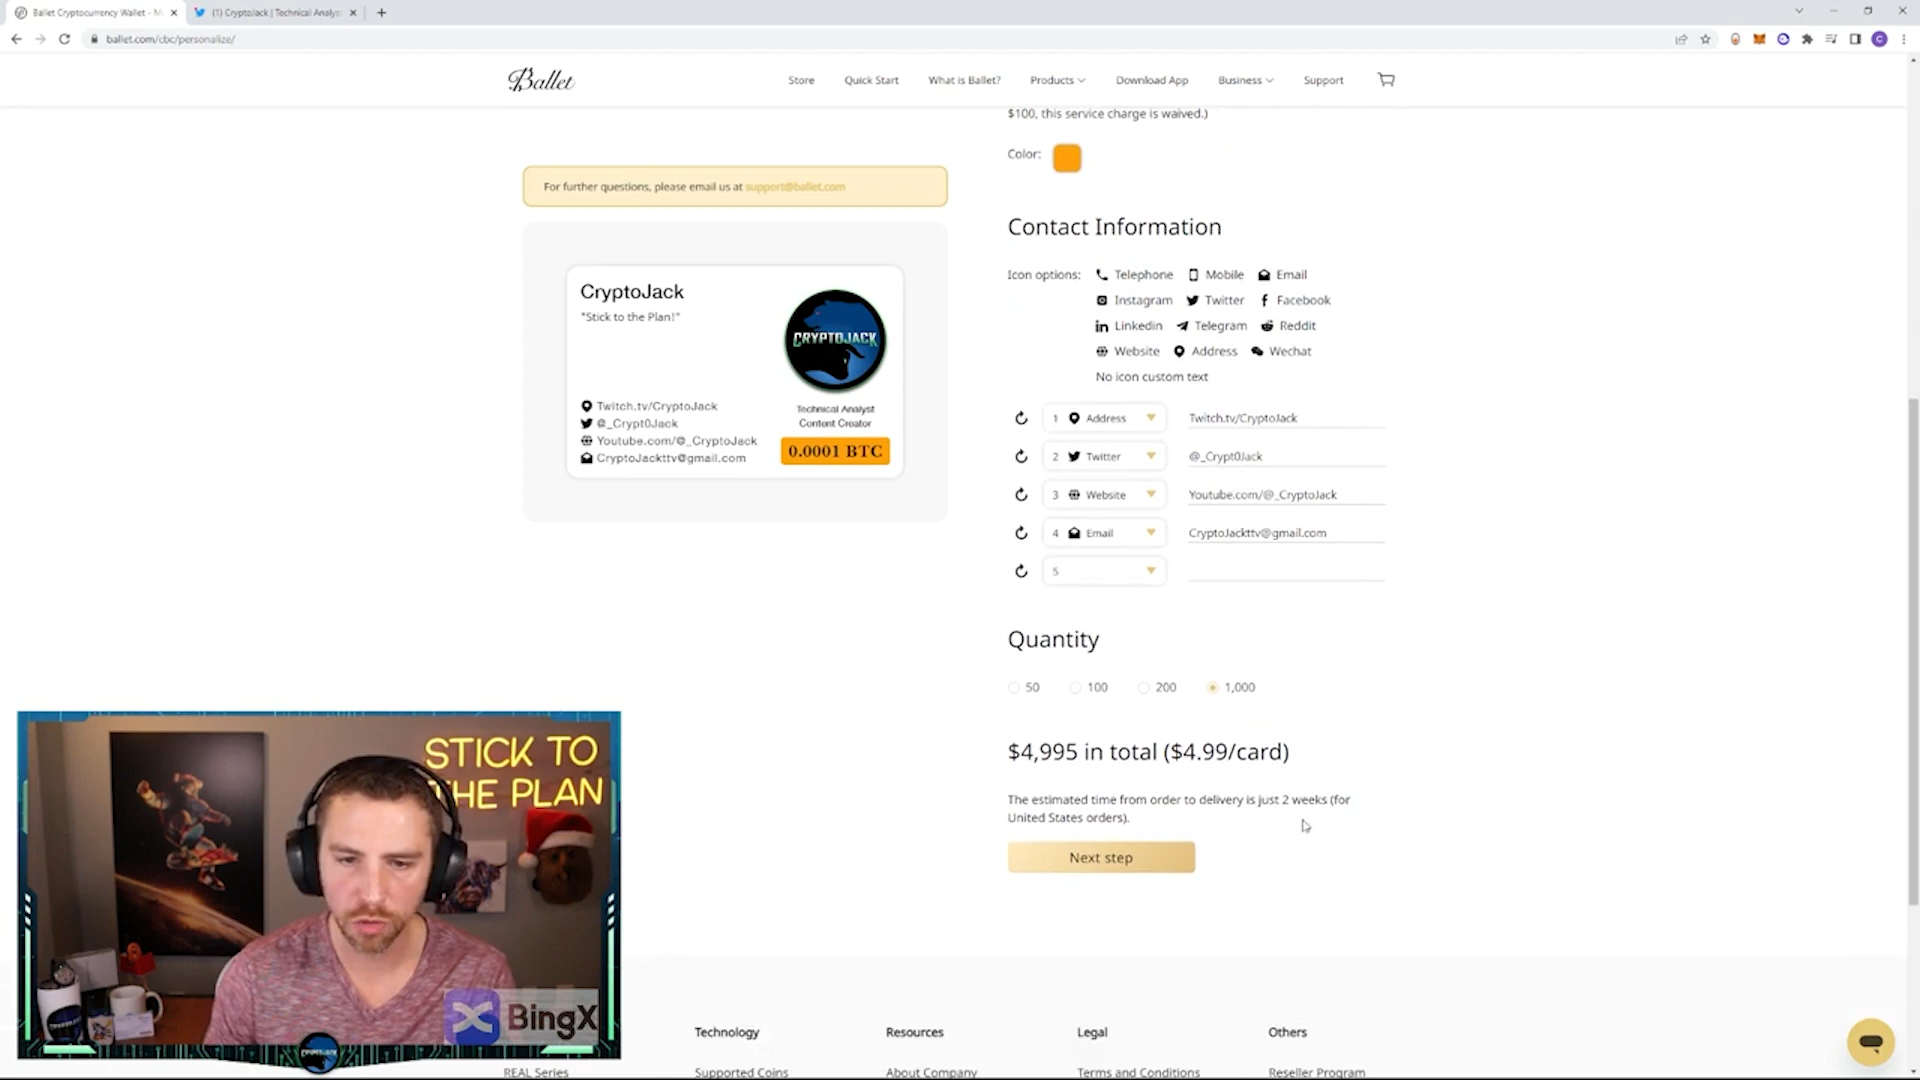 Ballet Cryptocurrency Wallet - M
(1) CryptoJack | Technical Analys
ballet.com/cbc/personalize/
C
Ballet
Store
Quick Start
What is Ballet?
Products
Download App
Business
Support
$100, this service charge is waived.)
Color:
For further questions, please email us at support@ballet.com
CryptoJack
"Stick to the Plan!"
CRYPTOJACK
Twitch.tv/CryptoJack
@_Crypt0Jack
Youtube.com/@_CryptoJack
CryptoJackttv@gmail.com
Technical Analyst
Content Creator
0.0001 BTC
Contact Information
Icon options:
Telephone Mobile Email
Instagram Twitter Facebook
Linkedin Telegram Reddit
Website Address Wechat
No icon custom text
1 Address Twitch.tv/CryptoJack
2 Twitter @_Crypt0Jack
3 Website Youtube.com/@_CryptoJack
4 Email CryptoJackttv@gmail.com
5
Quantity
50 100 200 1,000
$4,995 in total ($4.99/card)
The estimated time from order to delivery is just 2 weeks (for
United States orders).
Next step
STICK TO
THE PLAN
BingX
CRYPTOJACK
Technology
Resources
Legal
Others
REAL Series
Supported Coins
About Company
Terms and Conditions
Reseller Program